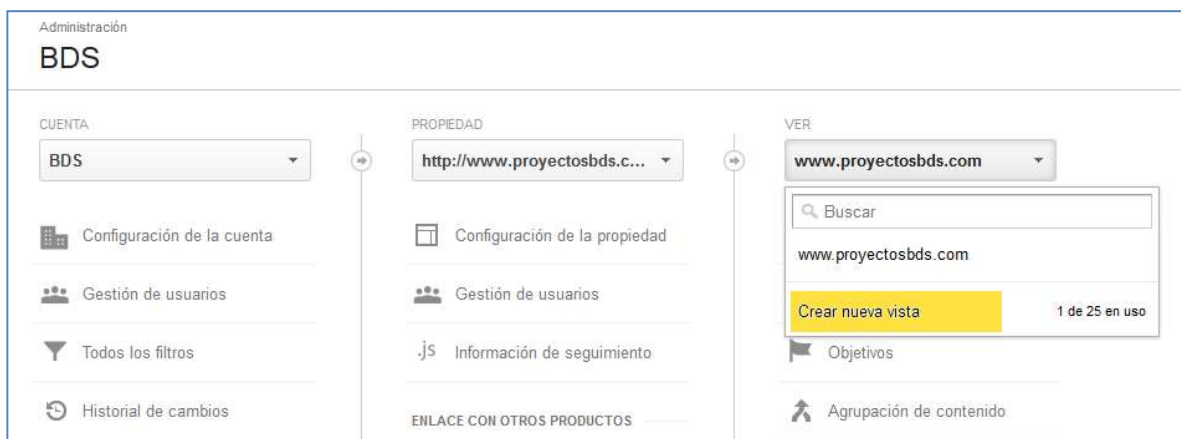 Administración
BDS
CUENTA
BDS
Configuración de la cuenta
Gestión de usuarios
Todos los filtros
Historial de cambios
PROPIEDAD
http://www.proyectosbds.c...
Configuración de la propiedad
Gestión de usuarios
.js Información de seguimiento
ENLACE CON OTROS PRODUCTOS
VER
www.proyectosbds.com
Buscar
www.proyectosbds.com
Crear nueva vista 1 de 25 en uso
Objetivos
Agrupación de contenido